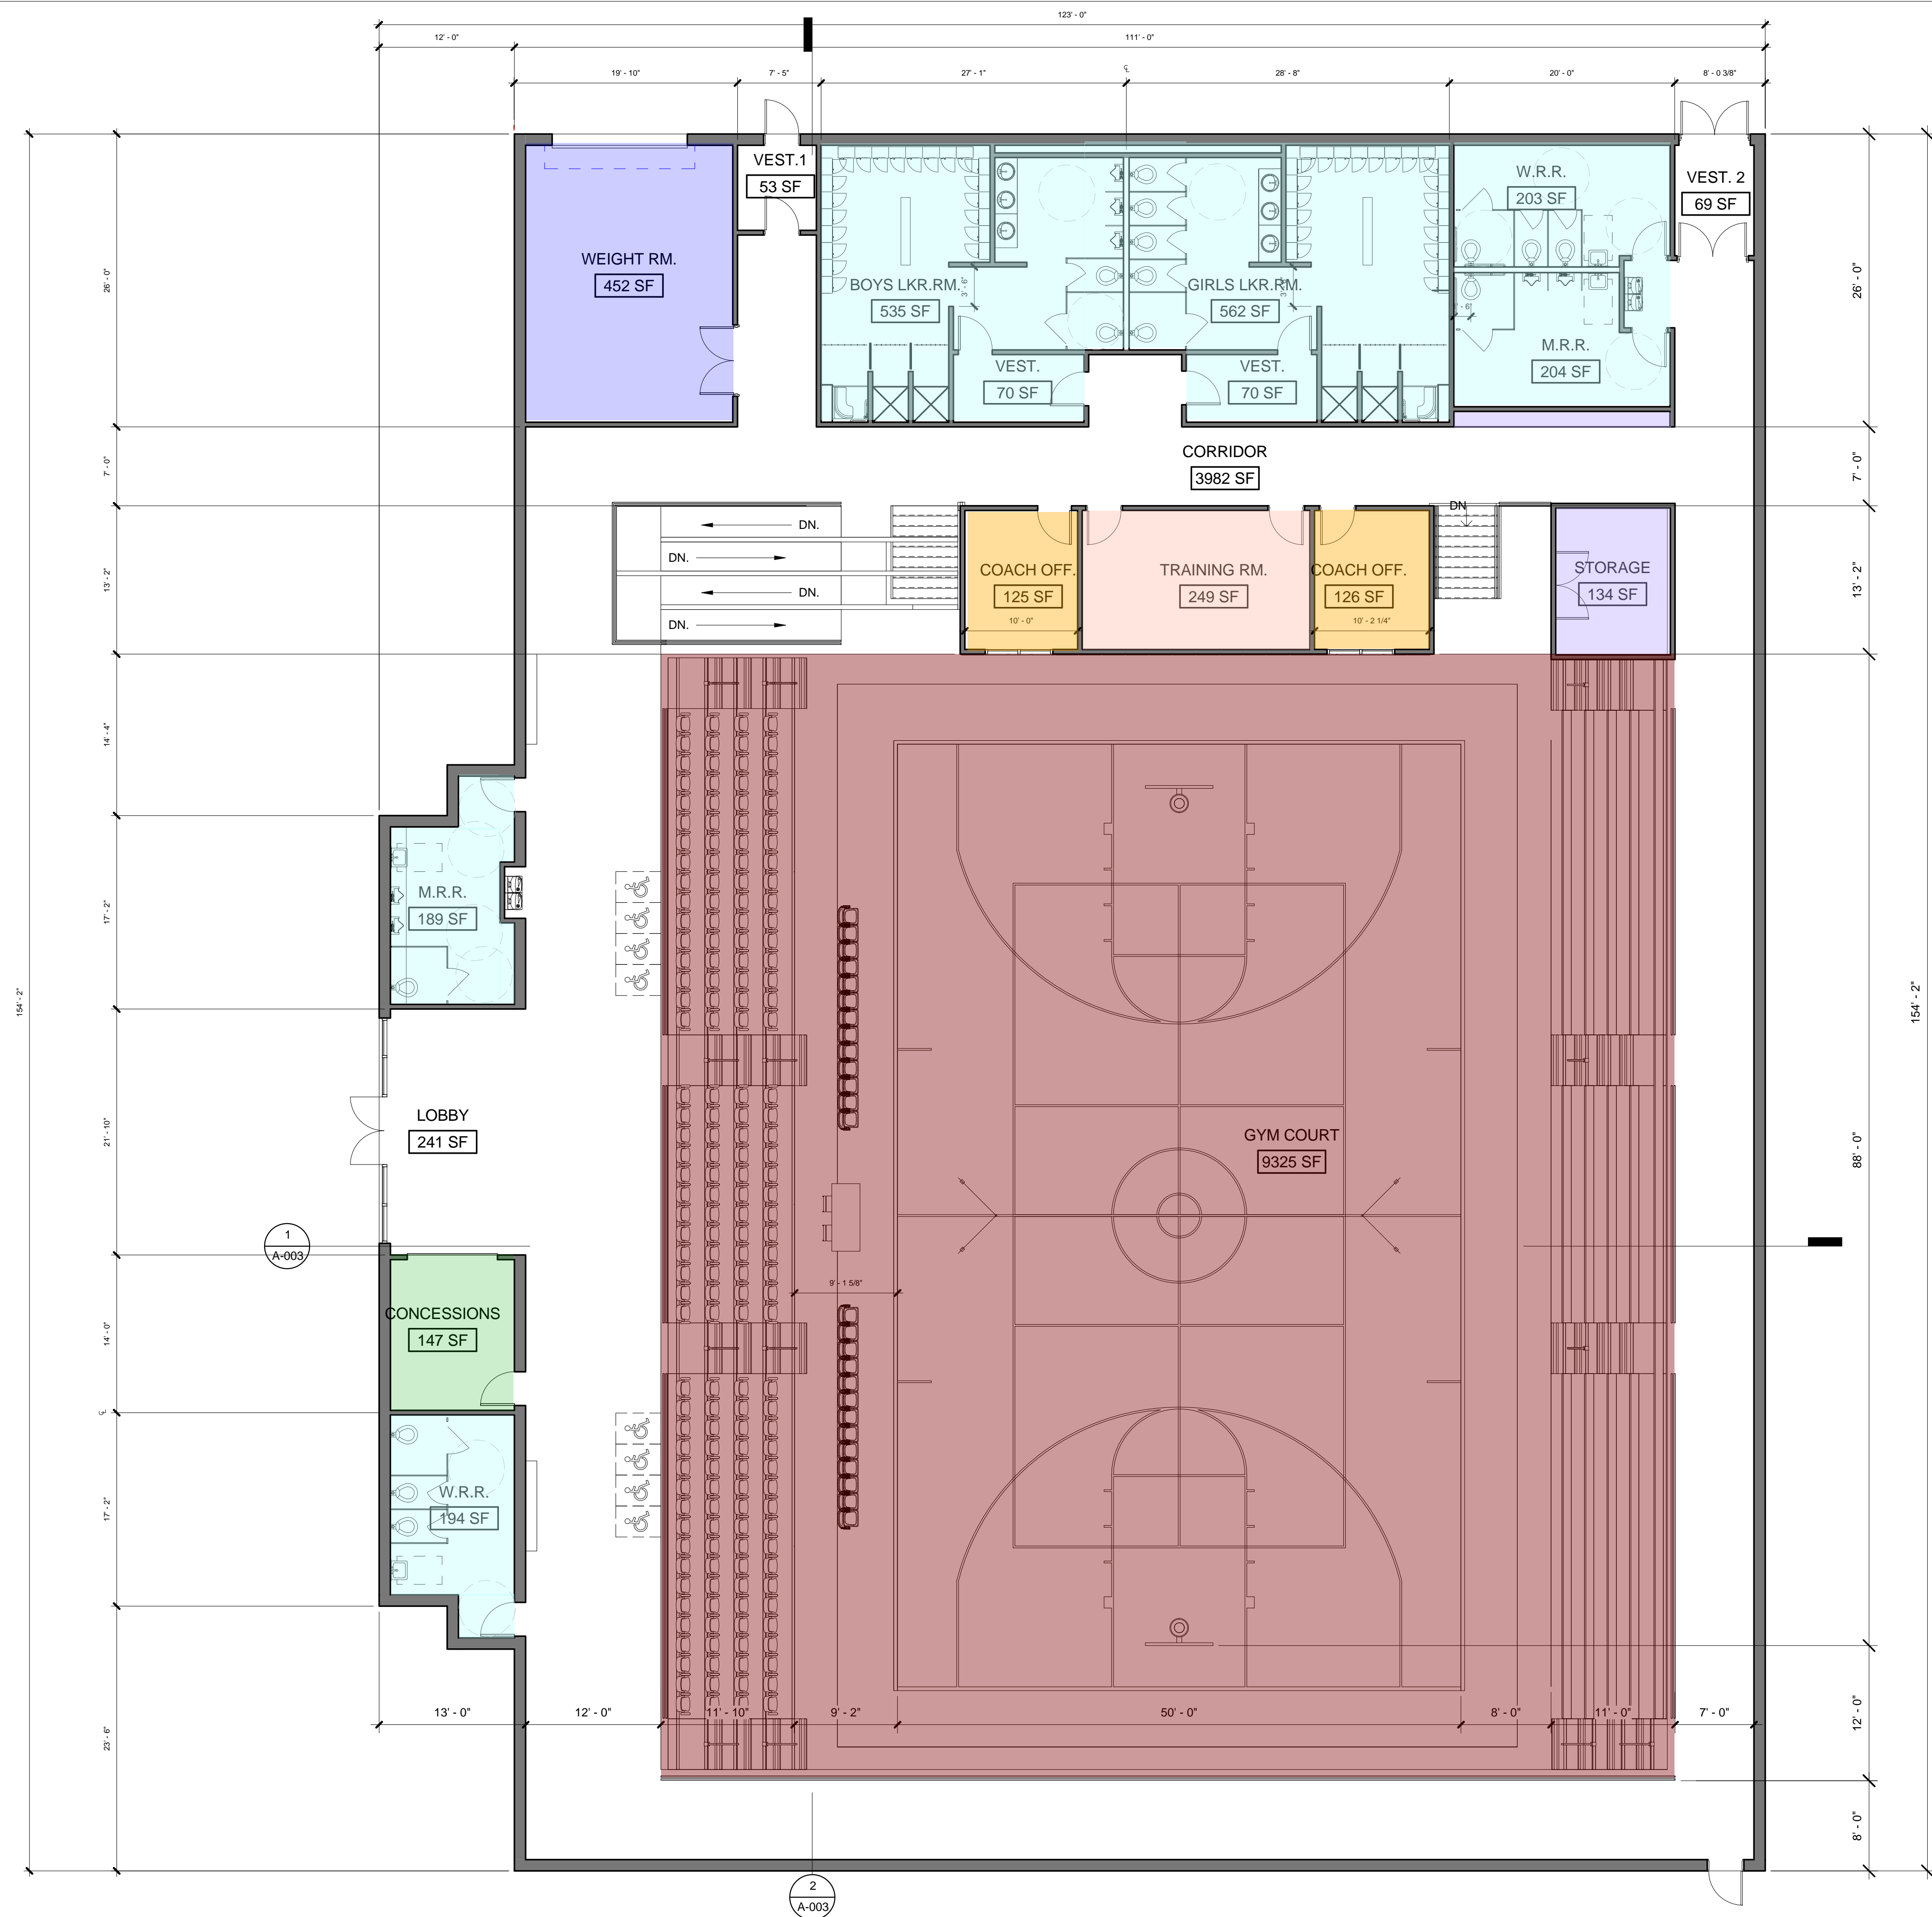 123' - 0"
12' - 0"
111' - 0"
19' - 10"
7' - 5"
27' - 1"
28' - 8"
20' - 0"
8' - 0 3/8"
VEST.1
53 SF
W.R.R.
203 SF
VEST. 2
69 SF
WEIGHT RM.
452 SF
BOYS LKR.RM.
535 SF
3' - 6"
GIRLS LKR.RM.
562 SF
26' - 0"
26' - 0"
M.R.R.
204 SF
VEST.
70 SF
VEST.
70 SF
CORRIDOR
3982 SF
7' - 0"
7' - 0"
DN.
DN.
DN.
DN.
DN
COACH OFF.
125 SF
10' - 0"
TRAINING RM.
249 SF
COACH OFF.
126 SF
10' - 2 1/4"
STORAGE
134 SF
13' - 2"
13' - 2"
14' - 4"
M.R.R.
189 SF
17' - 2"
154' - 2"
154' - 2"
LOBBY
241 SF
21' - 10"
GYM COURT
9325 SF
88' - 0"
1
A-003
9' - 1 5/8"
CONCESSIONS
147 SF
14' - 0"
W.R.R.
194 SF
17' - 2"
13' - 0"
12' - 0"
11' - 10"
9' - 2"
50' - 0"
8' - 0"
11' - 0"
7' - 0"
12' - 0"
23' - 6"
8' - 0"
2
A-003